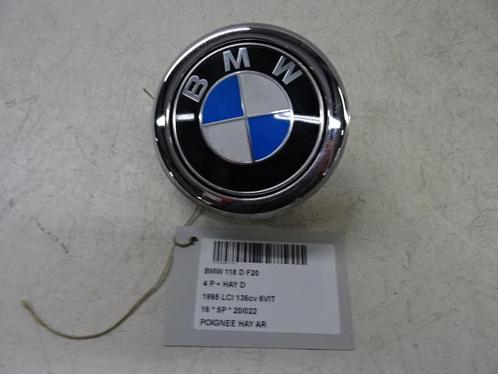 BMW
BMW 118 D F20
4 P + HAY D
1995 LCI 136cv 6VIT
16 * 5P * 20/022
POIGNEE HAY AR